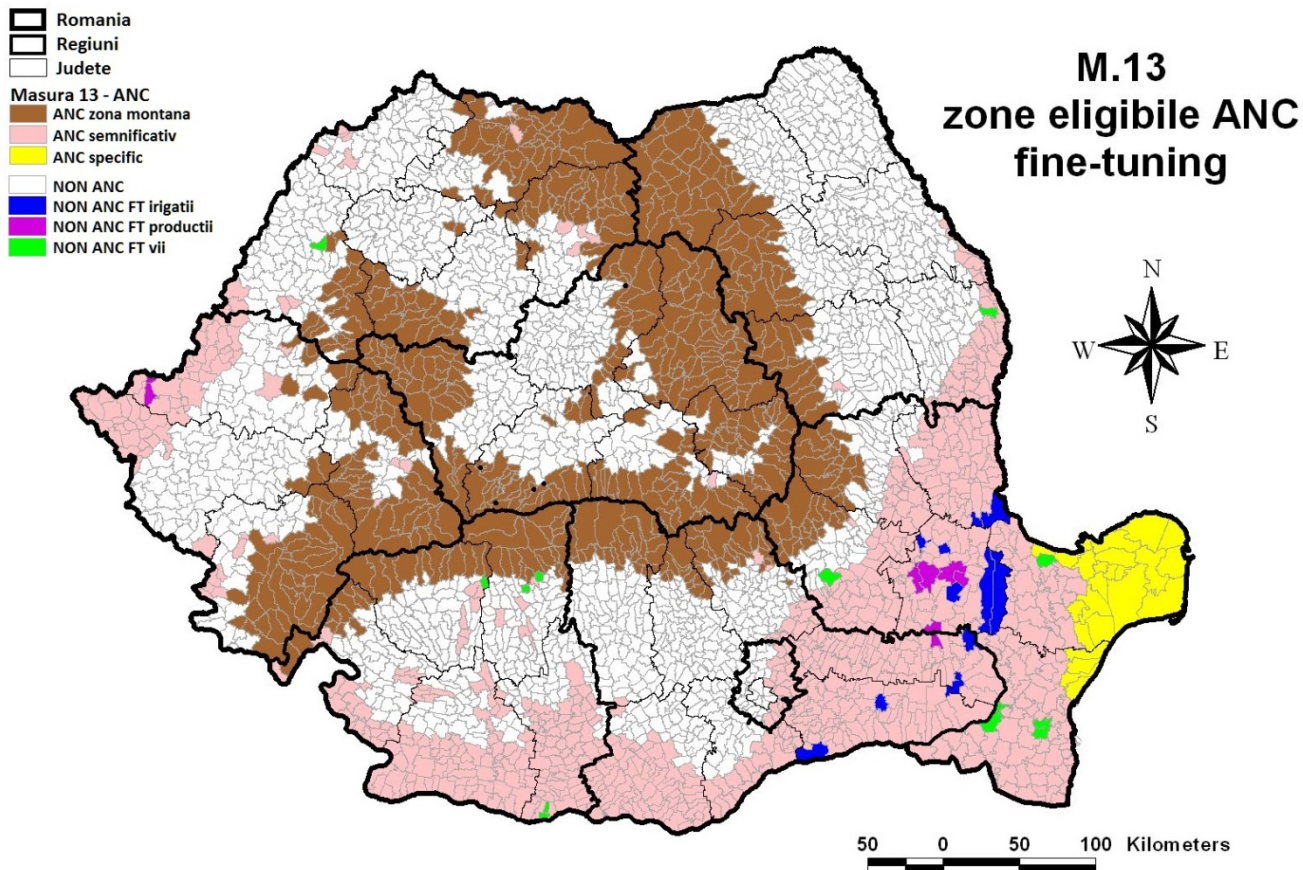 Romania
Regiuni
Judete
Masura 13 - ANC
ANC zona montana
ANC semnificativ
ANC specific
NON ANC
NON ANC FT irigatii
NON ANC FT productii
NON ANC FT vii
M.13
zone eligibile ANC
fine-tuning
N
W E
S
50 0 50 100 Kilometers